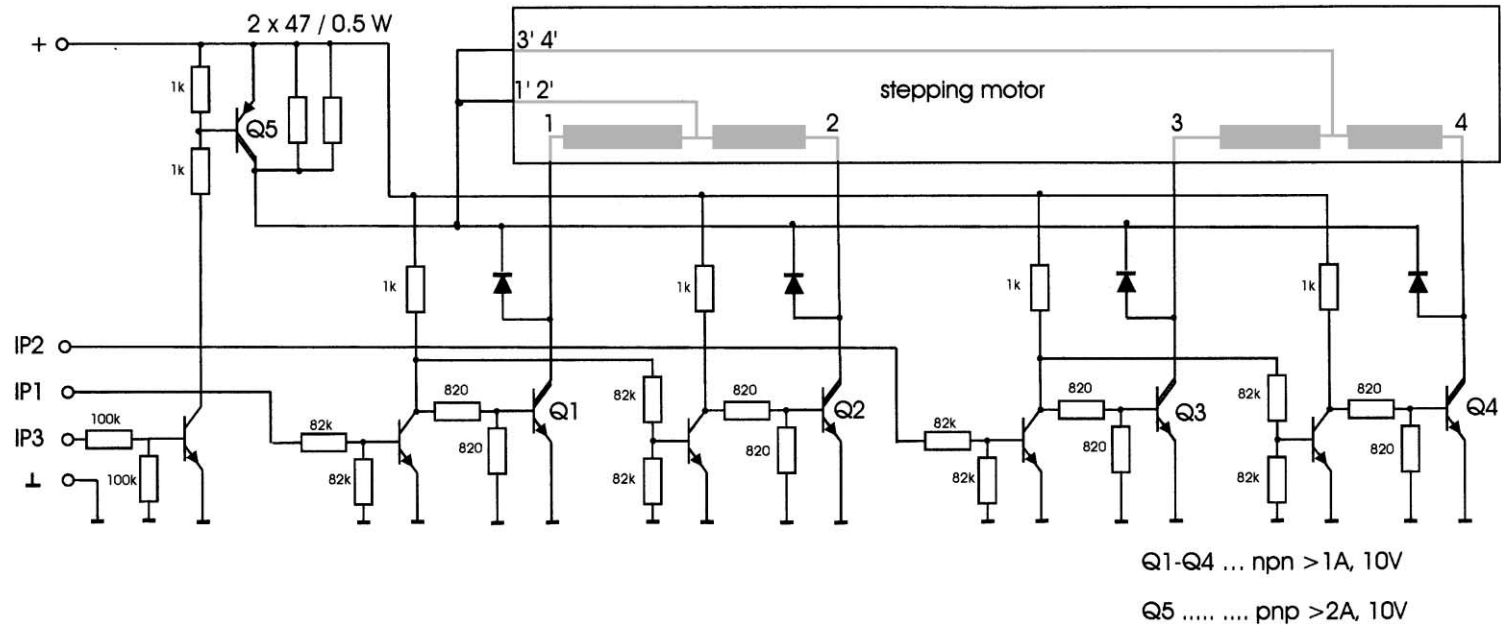 2 x 47 / 0.5 W
+
3' 4'
1' 2'
stepping motor
1
2
3
4
1k
Q5
1k
1k
1k
1k
1k
IP2
IP1
IP3
⊥
100k
100k
82k
82k
820
820
Q1
82k
82k
820
820
Q2
82k
82k
820
820
Q3
82k
82k
820
820
Q4
Q1-Q4 ... npn >1A, 10V
Q5 ..... .... pnp >2A, 10V